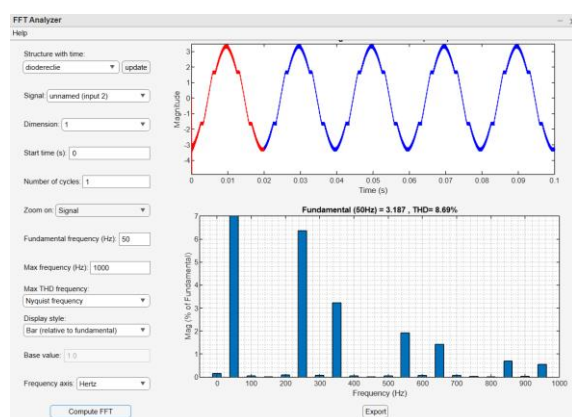 FFT Analyzer
Help
Structure with time:
diodereclie
update
Signal: unnamed (input 2)
Dimension: 1
Start time (s): 0
Number of cycles: 1
Zoom on: Signal
Fundamental frequency (Hz): 50
Max frequency (Hz): 1000
Max THD frequency:
Nyquist frequency
Display style:
Bar (relative to fundamental)
Base value: 1.0
Frequency axis: Hertz
Compute FFT
Magnitude
3
2
1
0
-1
-2
-3
-4
0 0.01 0.02 0.03 0.04 0.05 0.06 0.07 0.08 0.09 0.1
Time (s)
Fundamental (50Hz) = 3.187 , THD= 8.69%
Mag (% of Fundamental)
7
6
5
4
3
2
1
0
0 100 200 300 400 500 600 700 800 900 1000
Frequency (Hz)
Export